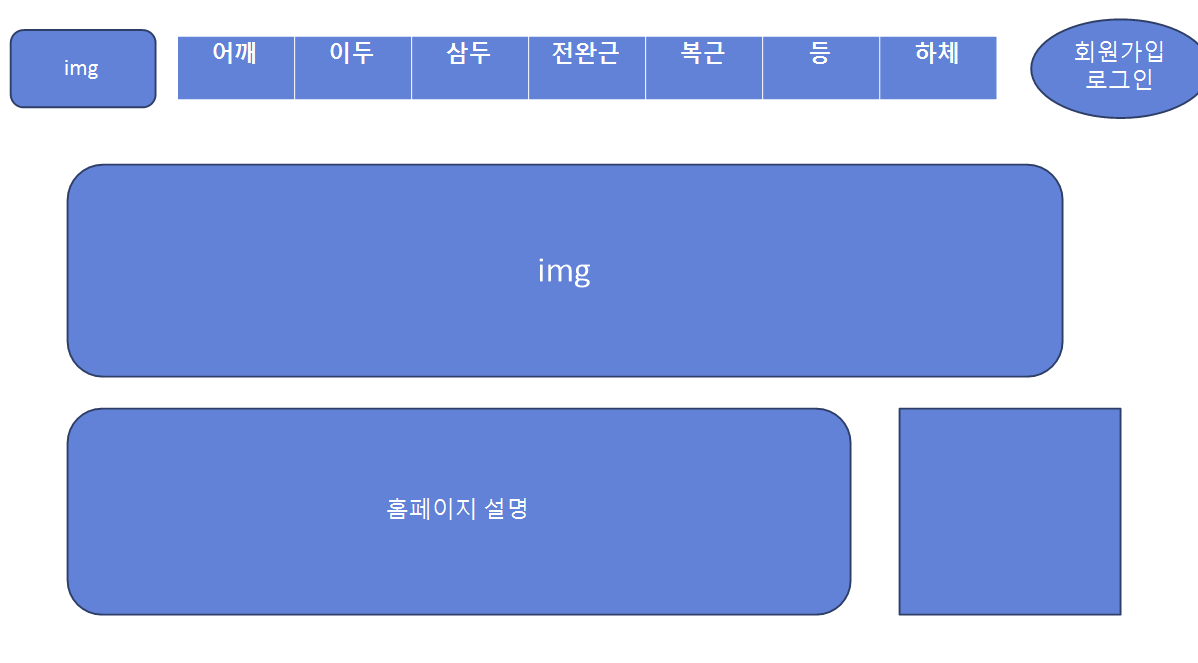 img
어깨 이두 삼두 전완근 복근 등 하체
회원가입
로그인
img
홈페이지 설명